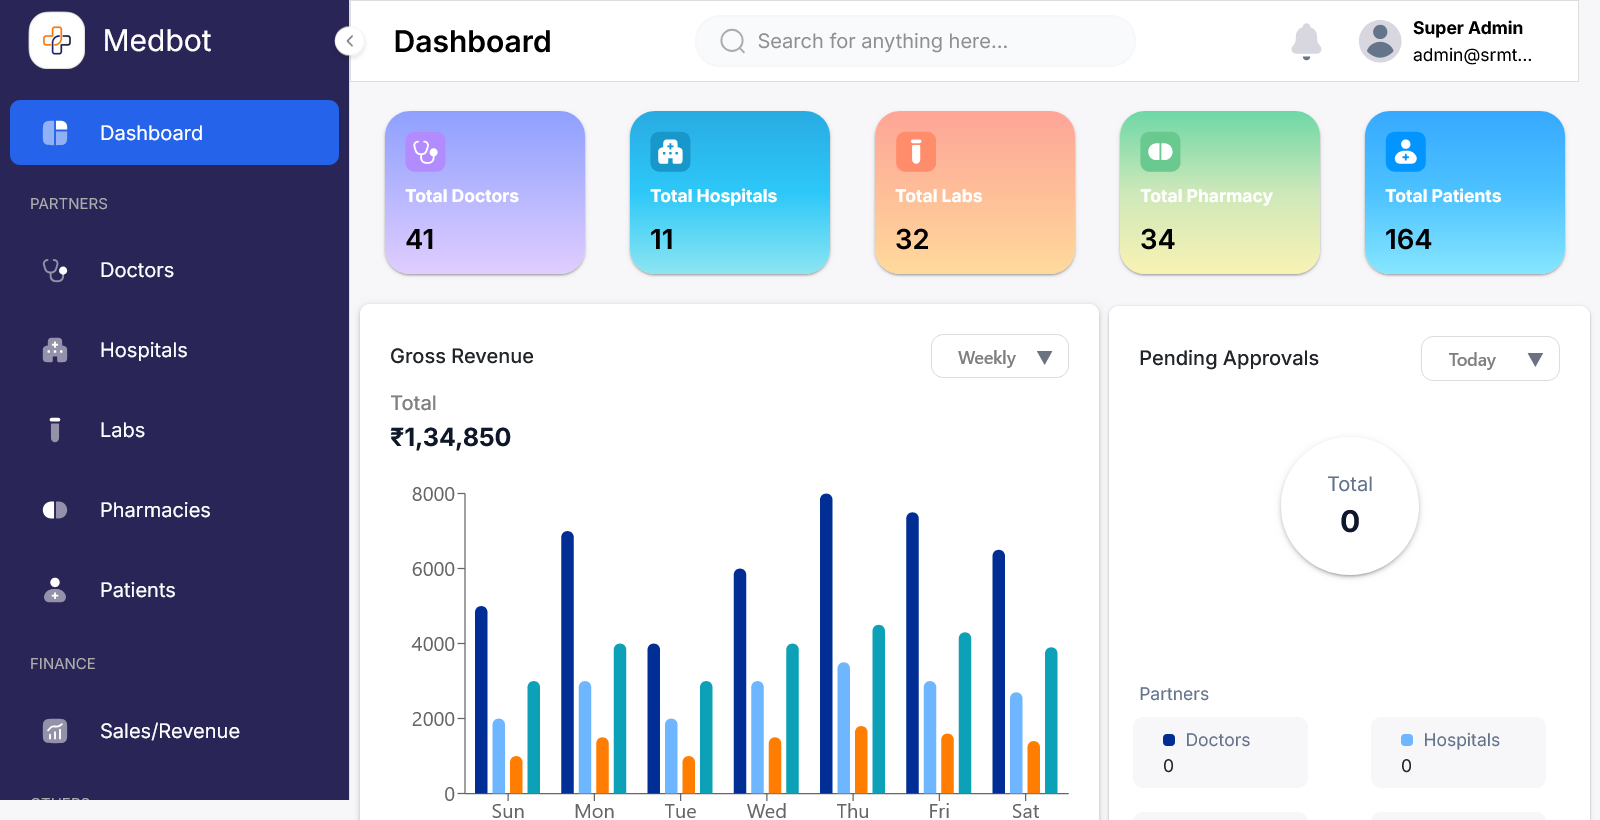 Medbot
Dashboard
Search for anything here...
Super Admin
admin@srmt...
Dashboard
PARTNERS
Doctors
Hospitals
Labs
Pharmacies
Patients
FINANCE
Sales/Revenue
OTHERS
Total Doctors
41
Total Hospitals
11
Total Labs
32
Total Pharmacy
34
Total Patients
164
Gross Revenue
Weekly
Total
₹1,34,850
8000
6000
4000
2000
0
Sun Mon Tue Wed Thu Fri Sat
Pending Approvals
Today
Total
0
Partners
Doctors
0
Hospitals
0